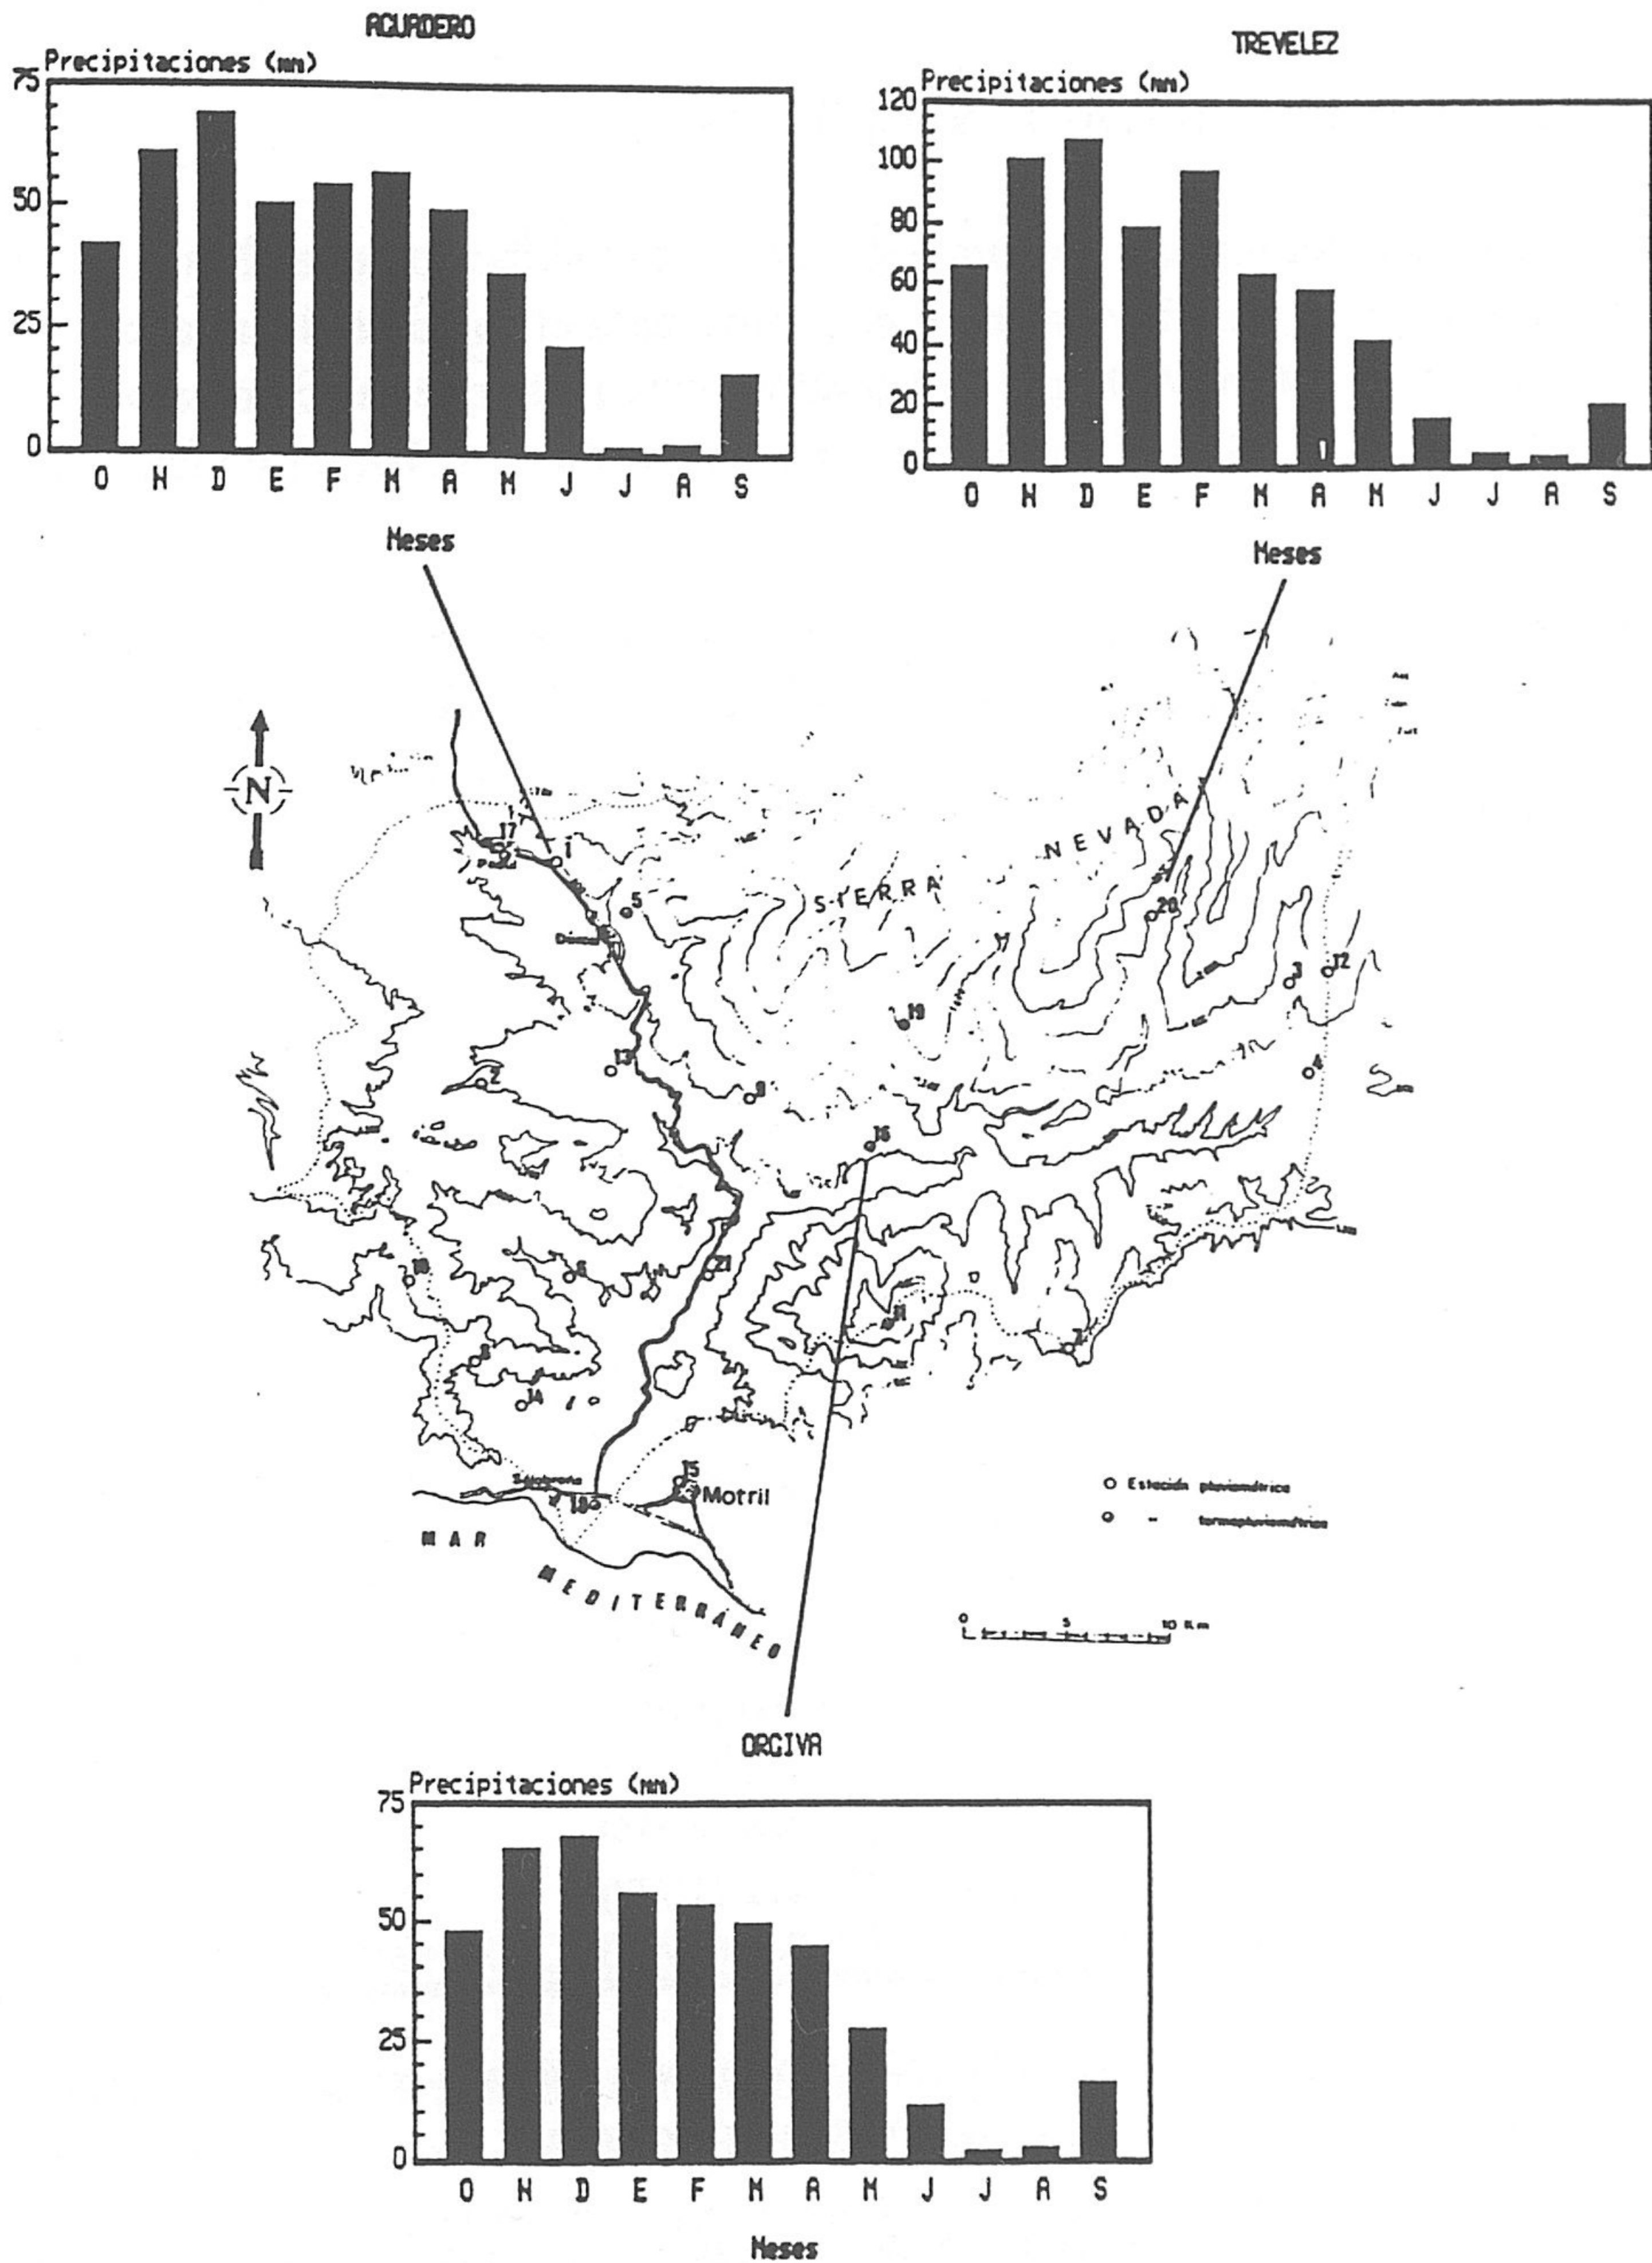 AGUADERO
Precipitaciones (mm)
75
50
25
0
O N D E F M A M J J A S
Meses
TREVELEZ
Precipitaciones (mm)
120
100
80
60
40
20
0
O N D E F M A M J J A S
Meses
N
SIERRA NEVADA
17
1
5
20
3
12
19
13
2
9
4
16
10
6
21
11
7
8
14
15
Motril
18
MAR
MEDITERRÁNEO
Estación pluviométrica
" termopluviométrica
0 5 10 Km
ORGIVA
Precipitaciones (mm)
75
50
25
0
O N D E F M A M J J A S
Meses